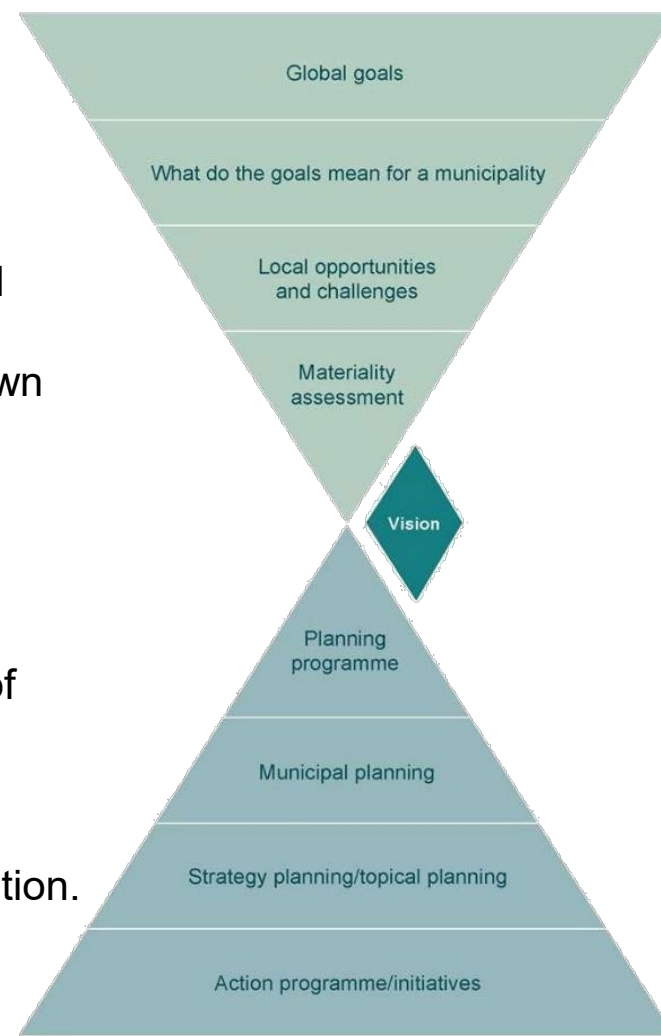 Global goals
What do the goals mean for a municipality
Local opportunities
and challenges
Materiality
assessment
Vision
Planning
programme
of
Municipal planning
Strategy planning/topical planning
Action programme/initiatives